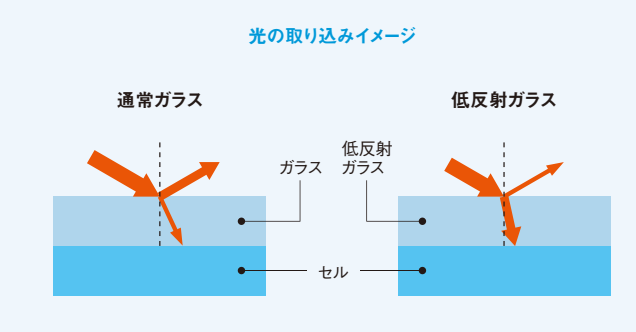 光の取り込みイメージ
通常ガラス
低反射ガラス
ガラス
低反射
ガラス
セル